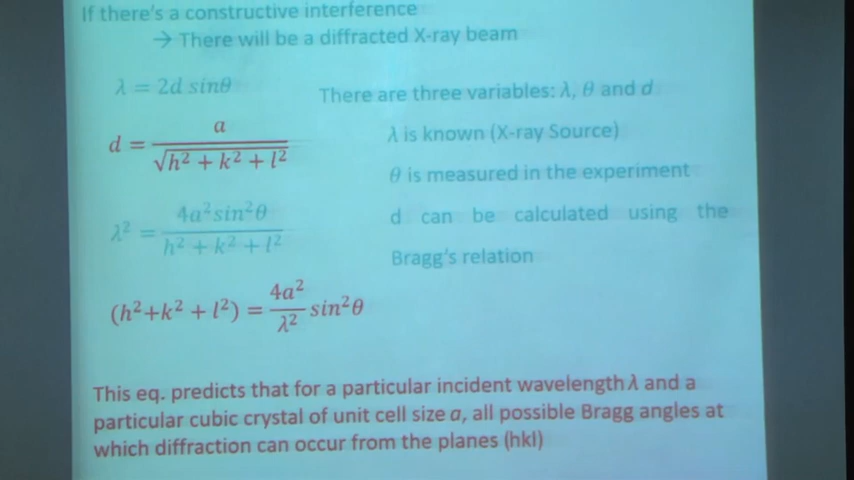 If there's a constructive interference
→ There will be a diffracted X-ray beam
λ = 2d sinθ
There are three variables: λ, θ and d
d = a / √h² + k² + l²
λ is known (X-ray Source)
θ is measured in the experiment
λ² = 4a²sin²θ / h² + k² + l²
d can be calculated using the
Bragg's relation
(h²+k² + l²) = 4a² / λ² sin²θ
This eq. predicts that for a particular incident wavelength λ and a
particular cubic crystal of unit cell size a, all possible Bragg angles at
which diffraction can occur from the planes (hkl)